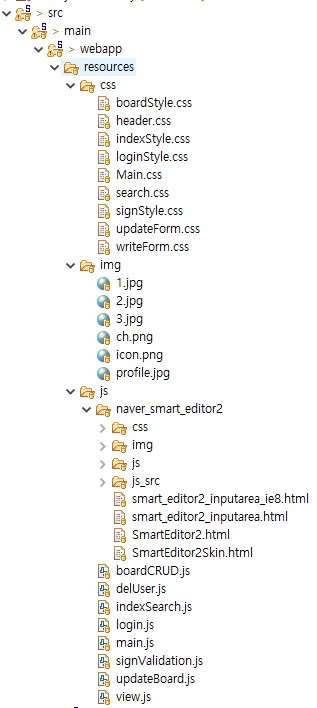 > src
> main
> webapp
resources
css
boardStyle.css
header.css
indexStyle.css
loginStyle.css
Main.css
search.css
signStyle.css
updateForm.css
writeForm.css
img
1.jpg
2.jpg
3.jpg
ch.png
icon.png
profile.jpg
js
naver_smart_editor2
css
img
js
js_src
smart_editor2_inputarea_ie8.html
smart_editor2_inputarea.html
SmartEditor2.html
SmartEditor2Skin.html
boardCRUD.js
delUser.js
indexSearch.js
login.js
main.js
signValidation.js
updateBoard.js
view.js